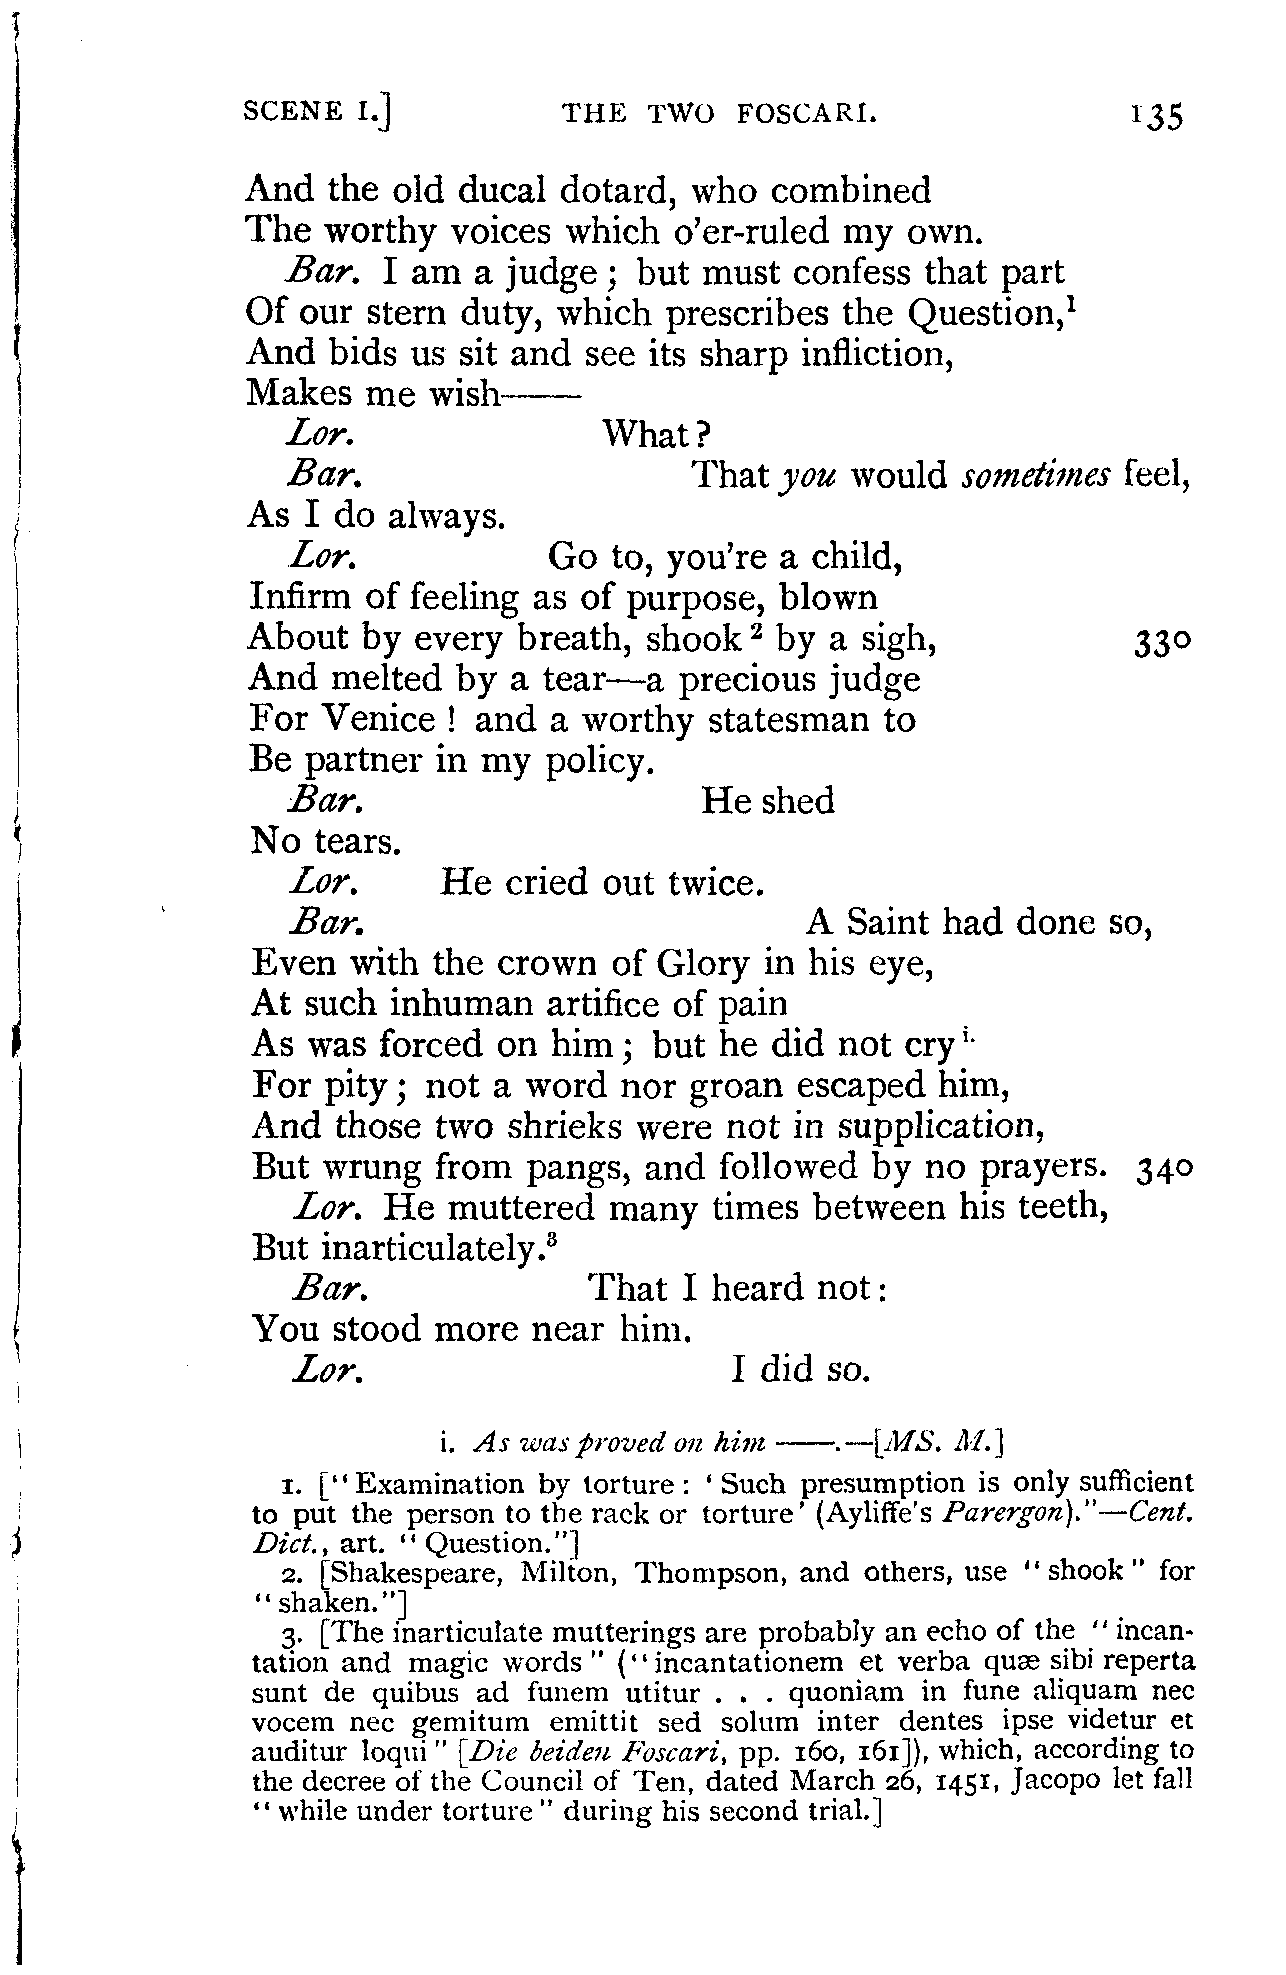 SCENE I.] THE TWO FOSCARI. 135
And the old ducal dotard, who combined
The worthy voices which o'er-ruled my own.
Bar. I am a judge; but must confess that part
Of our stern duty, which prescribes the Question,¹
And bids us sit and see its sharp infliction,
Makes me wish——
Lor. What?
Bar. That you would sometimes feel,
As I do always.
Lor. Go to, you're a child,
Infirm of feeling as of purpose, blown
About by every breath, shook² by a sigh, 330
And melted by a tear—a precious judge
For Venice! and a worthy statesman to
Be partner in my policy.
Bar. He shed
No tears.
Lor. He cried out twice.
Bar. A Saint had done so,
Even with the crown of Glory in his eye,
At such inhuman artifice of pain
As was forced on him; but he did not cry i.
For pity; not a word nor groan escaped him,
And those two shrieks were not in supplication,
But wrung from pangs, and followed by no prayers. 340
Lor. He muttered many times between his teeth,
But inarticulately.³
Bar. That I heard not:
You stood more near him.
Lor. I did so.
i. As was proved on him ——.—[MS. M.]
1. ["Examination by torture: 'Such presumption is only sufficient
to put the person to the rack or torture' (Ayliffe's Parergon)."—Cent.
Dict., art. "Question."]
2. [Shakespeare, Milton, Thompson, and others, use "shook" for
"shaken."]
3. [The inarticulate mutterings are probably an echo of the "incan-
tation and magic words" ("incantationem et verba quæ sibi reperta
sunt de quibus ad funem utitur . . . quoniam in fune aliquam nec
vocem nec gemitum emittit sed solum inter dentes ipse videtur et
auditur loqui" [Die beiden Foscari, pp. 160, 161]), which, according to
the decree of the Council of Ten, dated March 26, 1451, Jacopo let fall
"while under torture" during his second trial.]